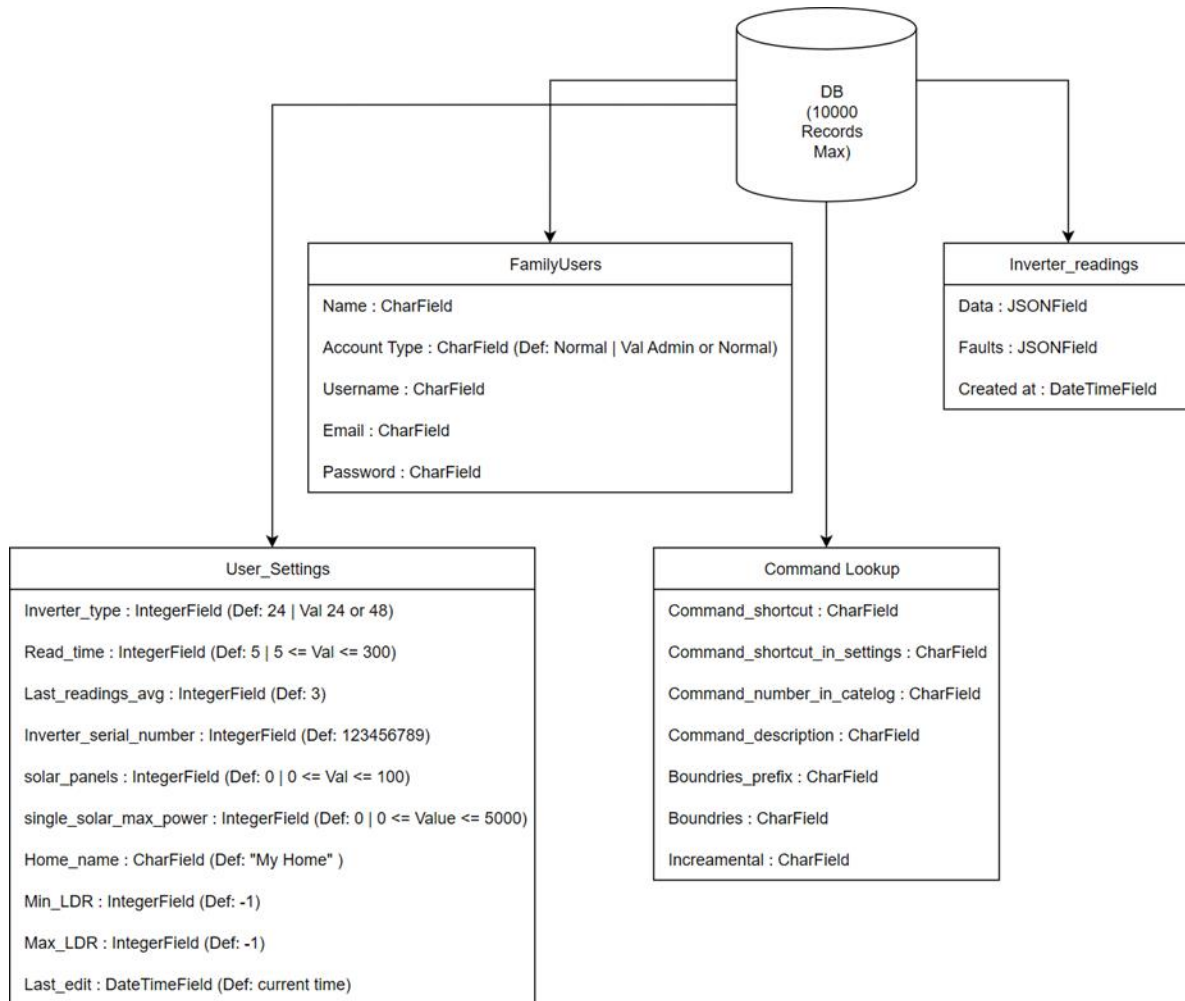 DB
(10000
Records
Max)
FamilyUsers
Name : CharField
Account Type : CharField (Def: Normal | Val Admin or Normal)
Username : CharField
Email : CharField
Password : CharField
Inverter_readings
Data : JSONField
Faults : JSONField
Created at : DateTimeField
User_Settings
Inverter_type : IntegerField (Def: 24 | Val 24 or 48)
Read_time : IntegerField (Def: 5 | 5 <= Val <= 300)
Last_readings_avg : IntegerField (Def: 3)
Inverter_serial_number : IntegerField (Def: 123456789)
solar_panels : IntegerField (Def: 0 | 0 <= Val <= 100)
single_solar_max_power : IntegerField (Def: 0 | 0 <= Value <= 5000)
Home_name : CharField (Def: "My Home" )
Min_LDR : IntegerField (Def: -1)
Max_LDR : IntegerField (Def: -1)
Last_edit : DateTimeField (Def: current time)
Command Lookup
Command_shortcut : CharField
Command_shortcut_in_settings : CharField
Command_number_in_catelog : CharField
Command_description : CharField
Boundries_prefix : CharField
Boundries : CharField
Increamental : CharField